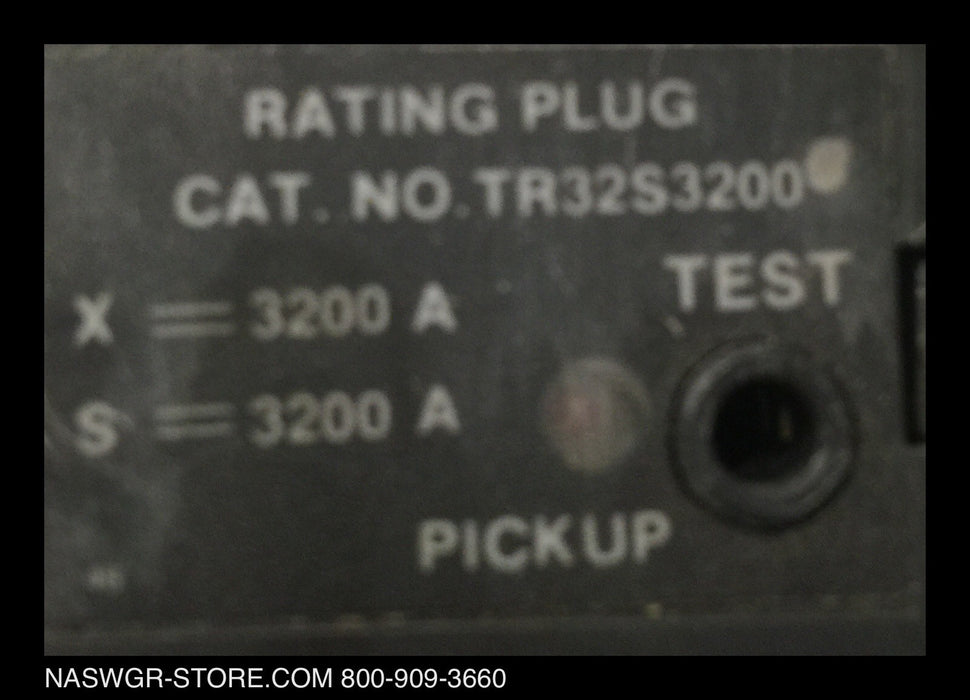 RATING PLUG
CAT. NO. TR32S3200
TEST
X = 3200 A
S = 3200 A
PICKUP
NASWGR-STORE.COM 800-909-3660